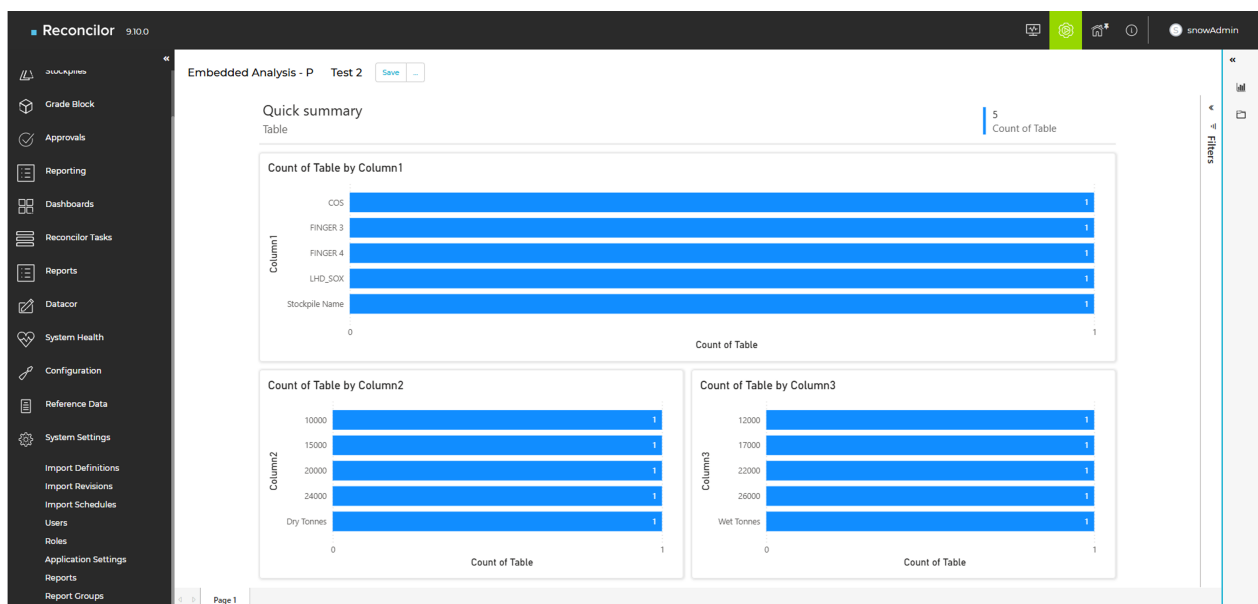 Reconcilor 9.10.0
snowAdmin
Stockpiles
Grade Block
Approvals
Reporting
Dashboards
Reconcilor Tasks
Reports
Datacor
System Health
Configuration
Reference Data
System Settings
Import Definitions
Import Revisions
Import Schedules
Users
Roles
Application Settings
Reports
Report Groups
Embedded Analysis - P Test 2 Save ...
Quick summary
Table
5
Count of Table
Count of Table by Column1
Column1
COS 1
FINGER 3 1
FINGER 4 1
LHD_SOX 1
Stockpile Name 1
0 1
Count of Table
Count of Table by Column2
Column2
10000 1
15000 1
20000 1
24000 1
Dry Tonnes 1
0 1
Count of Table
Count of Table by Column3
Column3
12000 1
17000 1
22000 1
26000 1
Wet Tonnes 1
0 1
Count of Table
Filters
Page 1